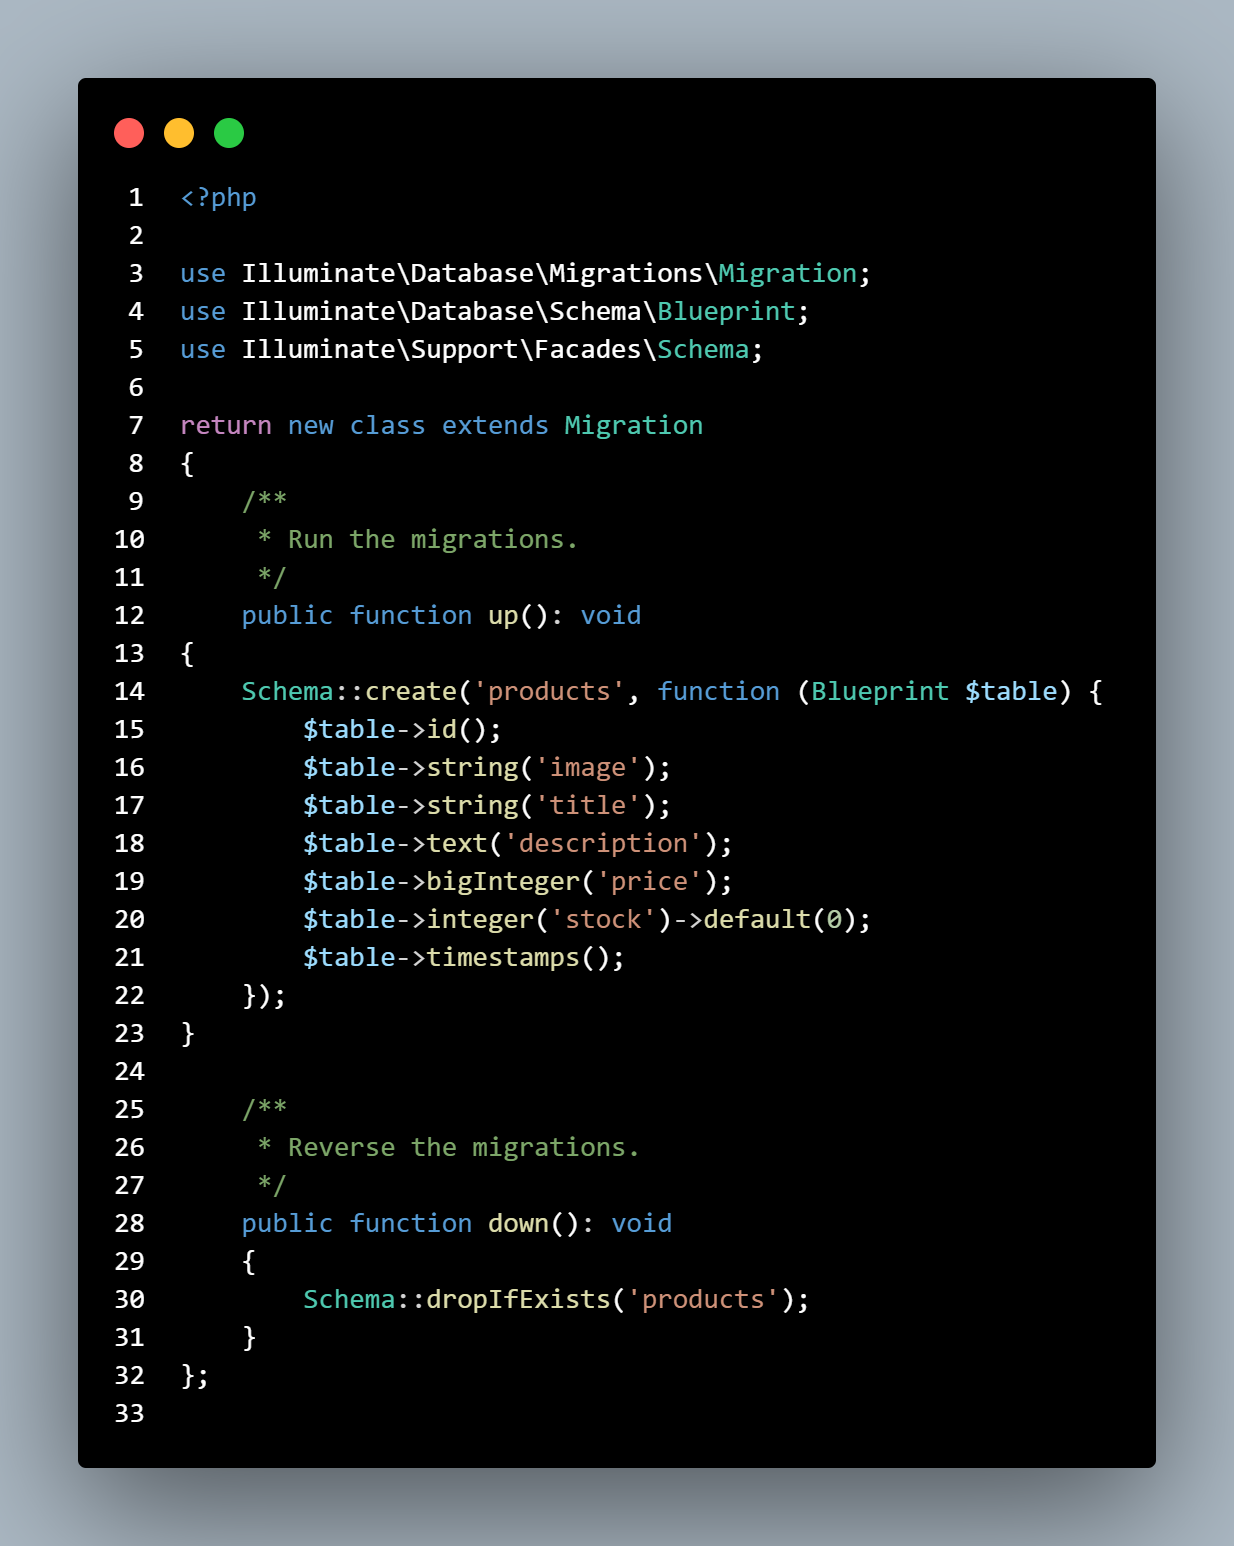 1 <?php
2
3 use Illuminate\Database\Migrations\Migration;
4 use Illuminate\Database\Schema\Blueprint;
5 use Illuminate\Support\Facades\Schema;
6
7 return new class extends Migration
8 {
9     /**
10      * Run the migrations.
11      */
12     public function up(): void
13 {
14     Schema::create('products', function (Blueprint $table) {
15         $table->id();
16         $table->string('image');
17         $table->string('title');
18         $table->text('description');
19         $table->bigInteger('price');
20         $table->integer('stock')->default(0);
21         $table->timestamps();
22     });
23 }
24
25     /**
26      * Reverse the migrations.
27      */
28     public function down(): void
29     {
30         Schema::dropIfExists('products');
31     }
32 };
33